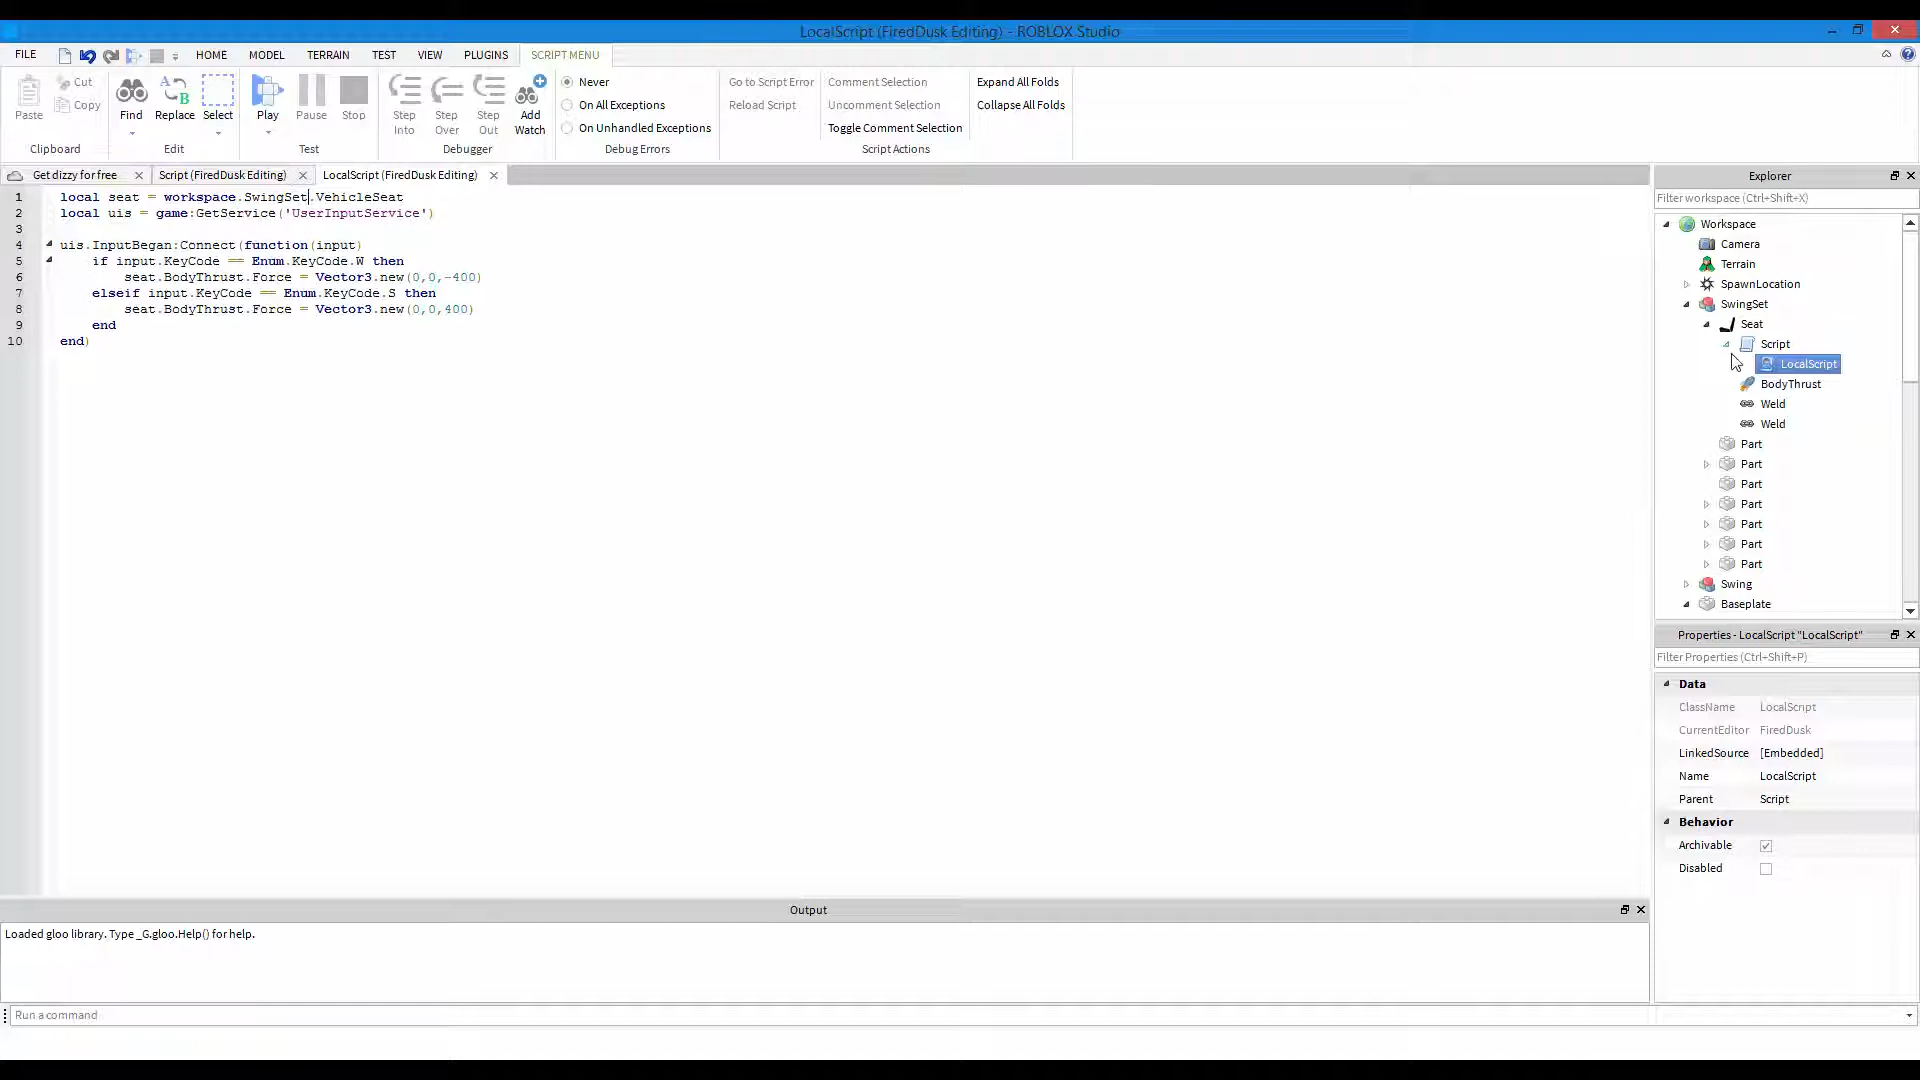 LocalScript (FiredDusk Editing) - ROBLOX Studio
FILE HOME MODEL TERRAIN TEST VIEW PLUGINS SCRIPT MENU
Paste Cut Copy Find Replace Select Play Pause Stop Step Into Step Over Step Out Add Watch
Never
On All Exceptions
On Unhandled Exceptions
Go to Script Error
Reload Script
Comment Selection
Uncomment Selection
Toggle Comment Selection
Expand All Folds
Collapse All Folds
Clipboard Edit Test Debugger Debug Errors Script Actions
Get dizzy for free Script (FiredDusk Editing) LocalScript (FiredDusk Editing)
1 local seat = workspace.SwingSet.VehicleSeat
2 local uis = game:GetService('UserInputService')
3
4 uis.InputBegan:Connect(function(input)
5 if input.KeyCode == Enum.KeyCode.W then
6 seat.BodyThrust.Force = Vector3.new(0,0,-400)
7 elseif input.KeyCode == Enum.KeyCode.S then
8 seat.BodyThrust.Force = Vector3.new(0,0,400)
9 end
10 end)
Explorer
Filter workspace (Ctrl+Shift+X)
Workspace
Camera
Terrain
SpawnLocation
SwingSet
Seat
Script
LocalScript
BodyThrust
Weld
Weld
Part
Part
Part
Part
Part
Part
Part
Swing
Baseplate
Properties - LocalScript "LocalScript"
Filter Properties (Ctrl+Shift+P)
Data
ClassName LocalScript
CurrentEditor FiredDusk
LinkedSource [Embedded]
Name LocalScript
Parent Script
Behavior
Archivable
Disabled
Output
Loaded gloo library. Type _G.gloo.Help() for help.
Run a command